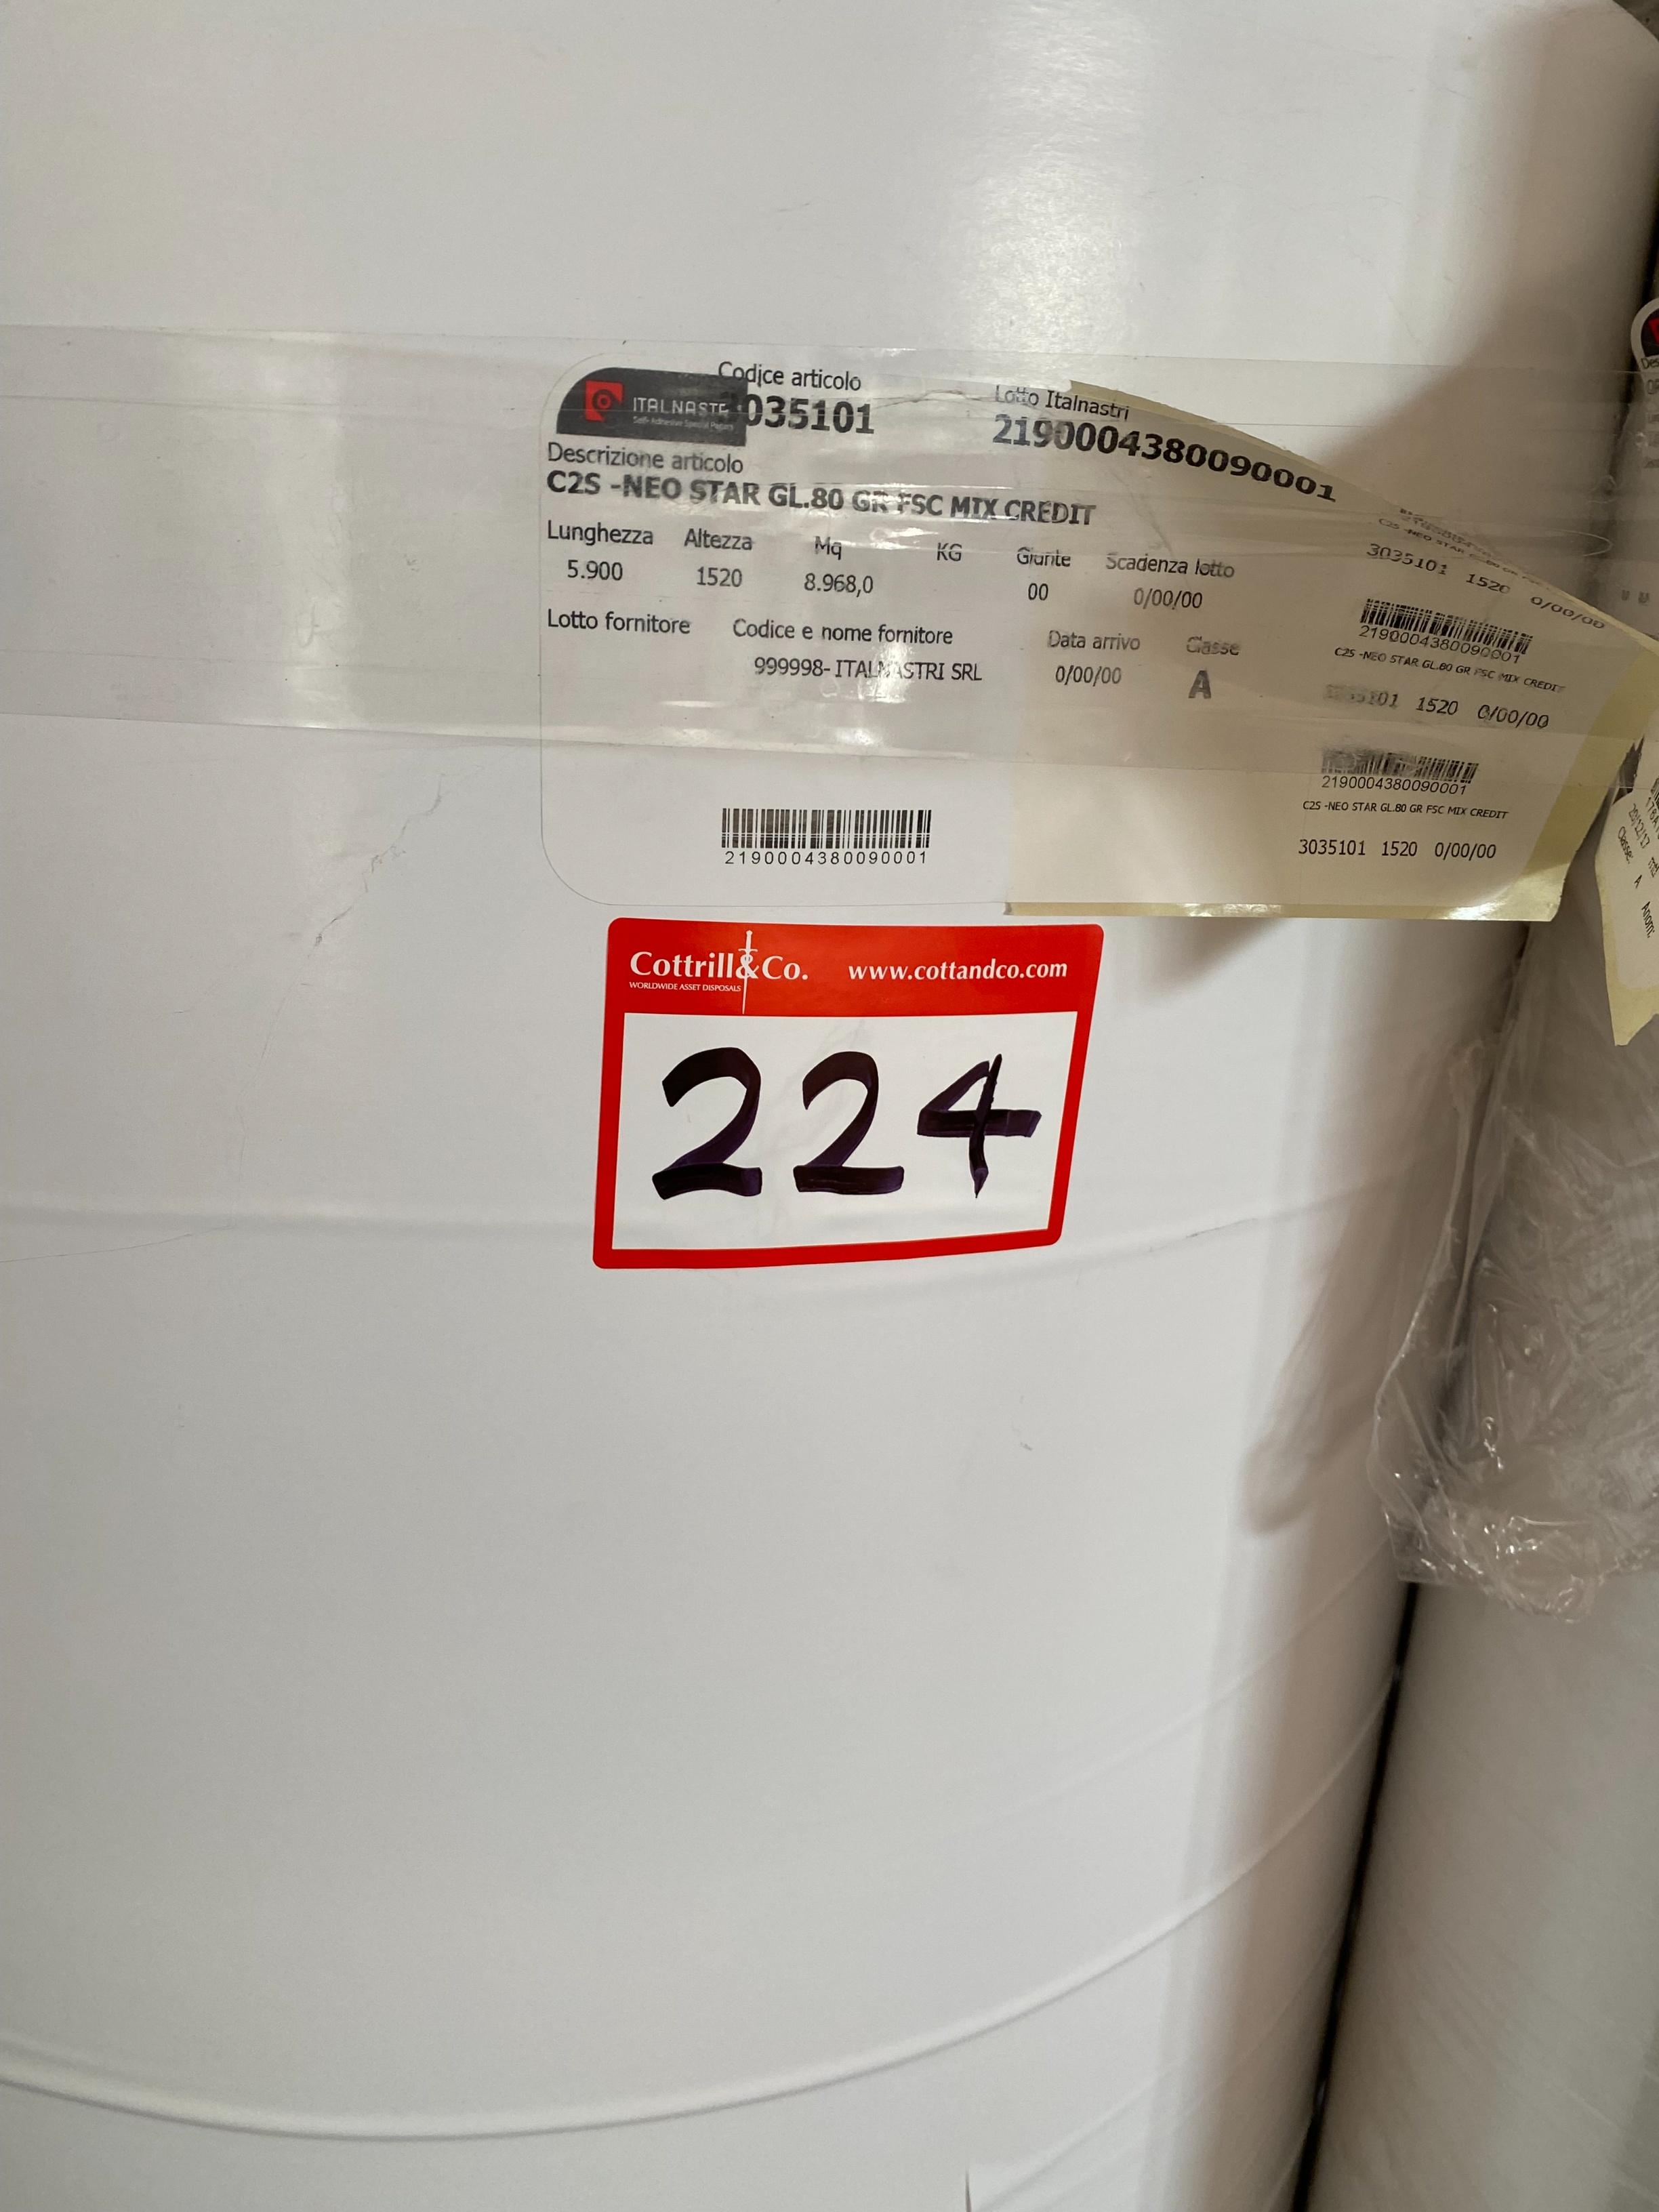 Codice articolo
3035101
Lotto Italnastri
2190004380090001
ITALNASTRI
Self-Adhesive Special Papers
Descrizione articolo
C2S -NEO STAR GL.80 GR FSC MIX CREDIT
Lunghezza Altezza Mq KG Giunte Scadenza lotto
5.900 1520 8.968,0 00 0/00/00
Lotto fornitore Codice e nome fornitore Data arrivo Classe
999998- ITALNASTRI SRL 0/00/00 A
2190004380090001
3035101 1520 0/00/00
2190004380090001
C2S -NEO STAR GL.80 GR FSC MIX CREDIT
3035101 1520 0/00/00
2190004380090001
C2S -NEO STAR GL.80 GR FSC MIX CREDIT
3035101 1520 0/00/00
Cottrill&Co. www.cottandco.com
WORLDWIDE ASSET DISPOSALS
224
20/12/17
Classe: A